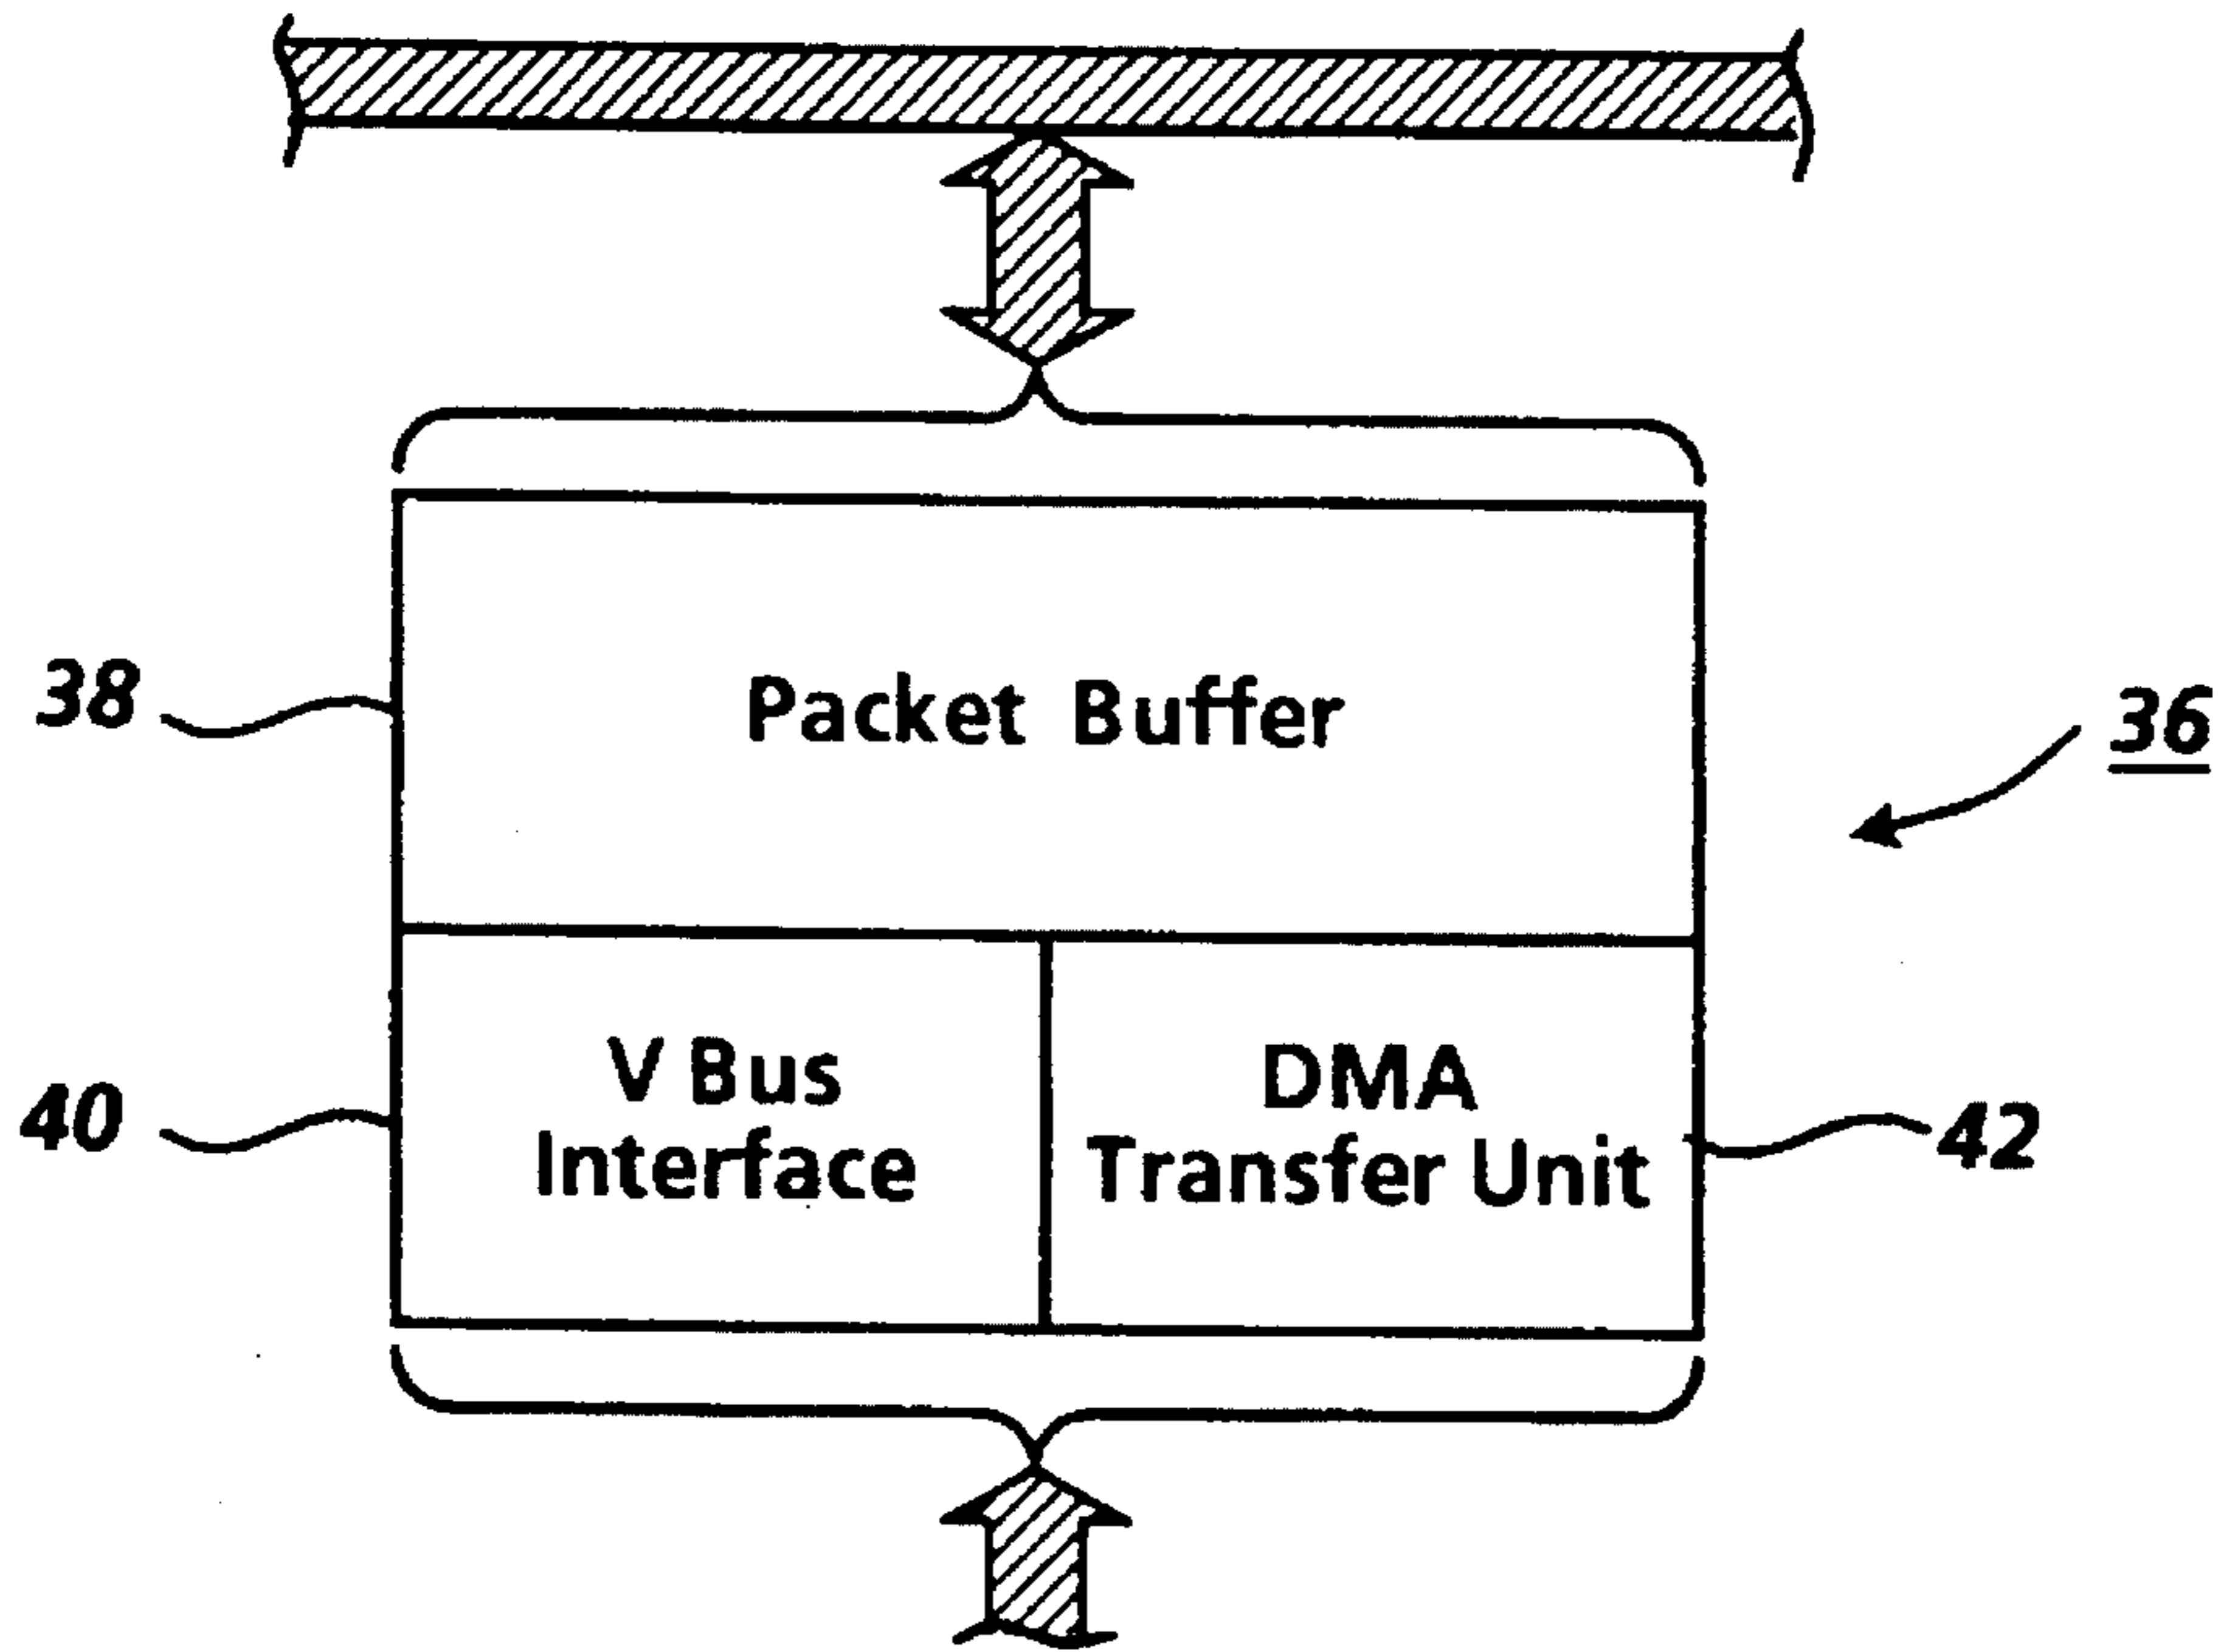 38
Packet Buffer
36
40
V Bus
Interface
DMA
Transfer Unit
42